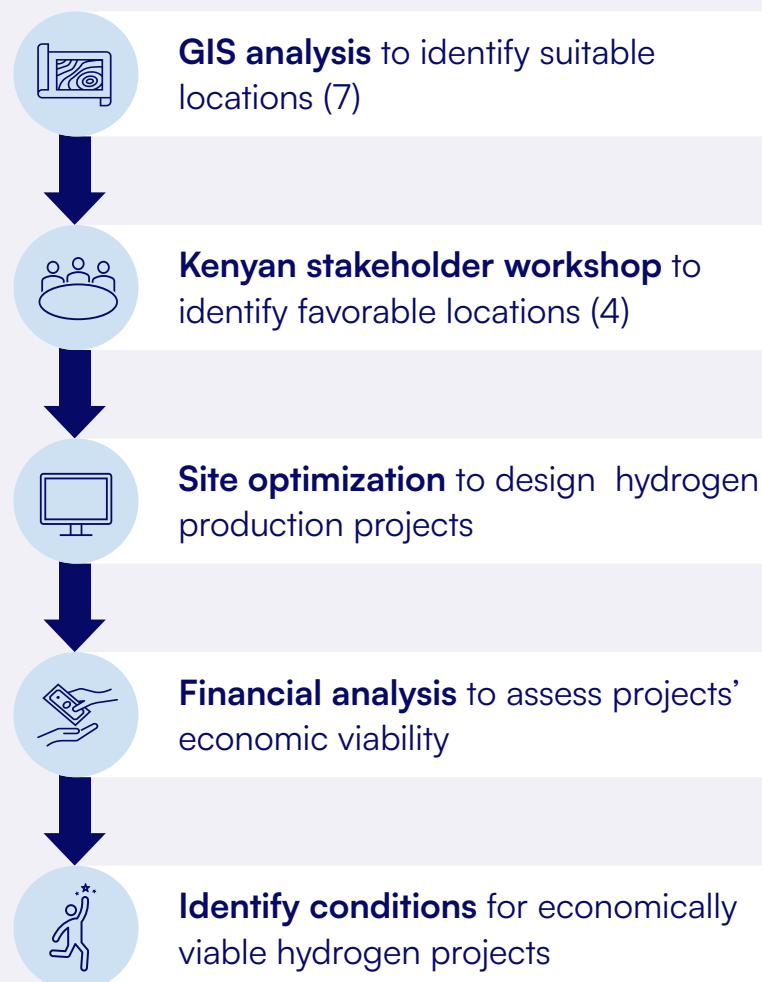 GIS analysis to identify suitable
locations (7)
Kenyan stakeholder workshop to
identify favorable locations (4)
Site optimization to design  hydrogen
production projects
Financial analysis to assess projects’
economic viability
Identify conditions for economically
viable hydrogen projects